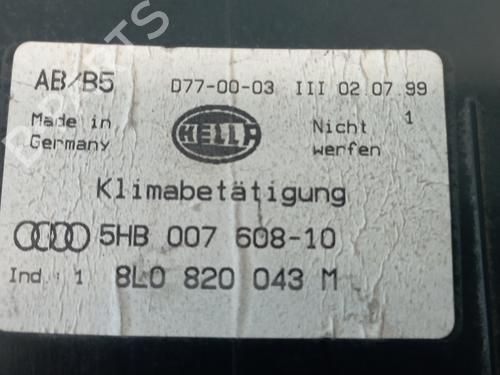 AB/B5 D77-00-03 III 02.07.99
Made in Germany HELLA Nicht werfen 1
Klimabetätigung
5HB 007 608-10
Ind.: 1 8L0 820 043 M